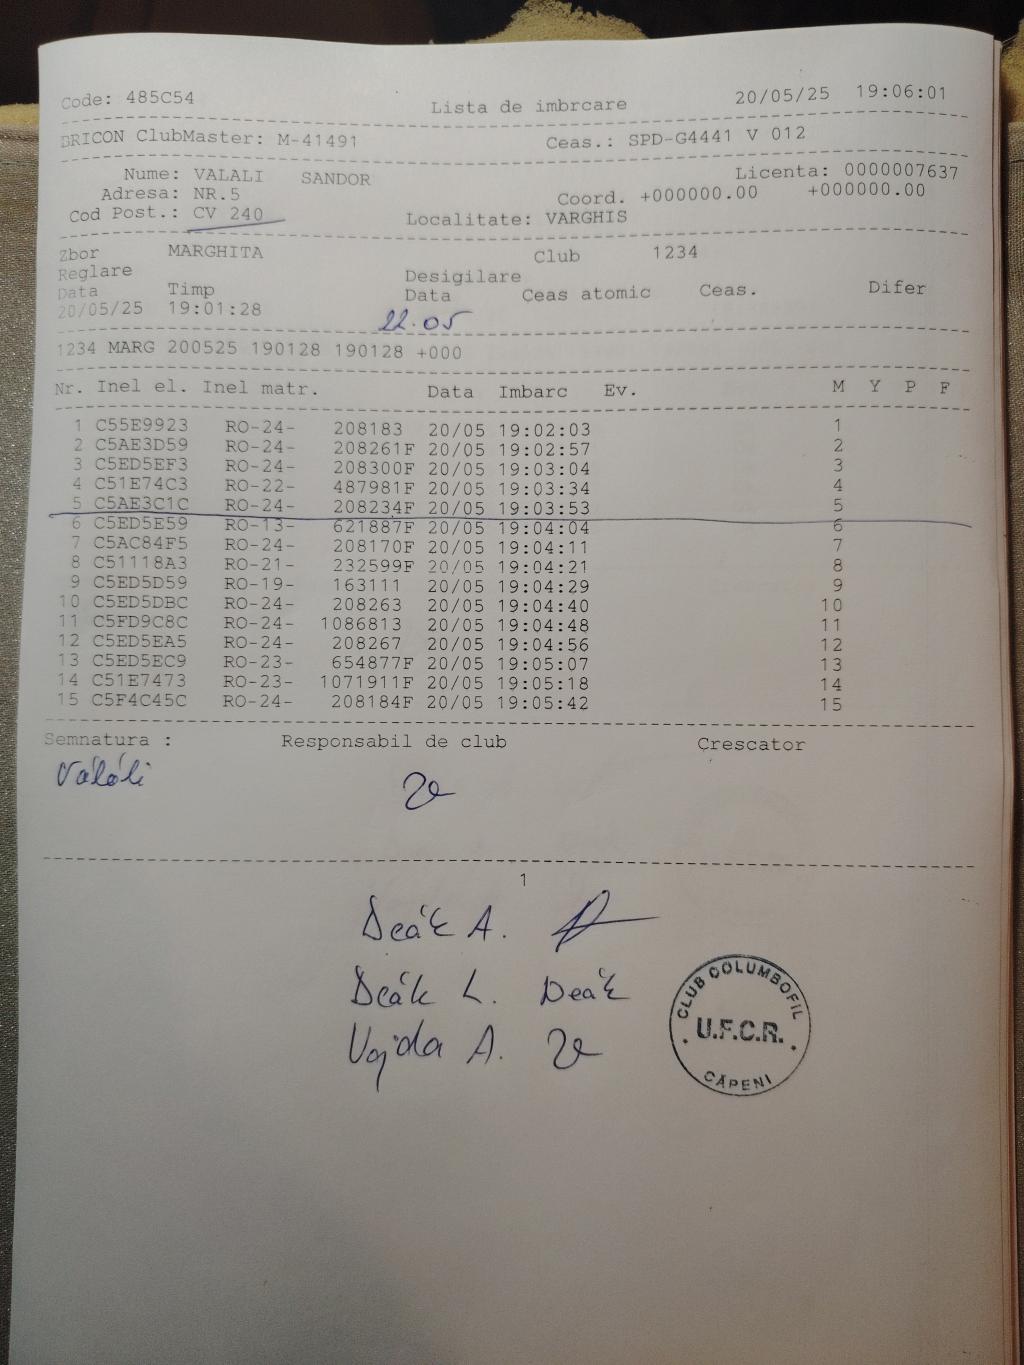 Code: 485C54 Lista de imbrcare 20/05/25 19:06:01
BRICON ClubMaster: M-41491 Ceas.: SPD-G4441 V 012
Nume: VALALI SANDOR Licenta: 0000007637
Adresa: NR.5 Coord. +000000.00 +000000.00
Cod Post.: CV 240 Localitate: VARGHIS
Zbor MARGHITA Club 1234
Reglare Desigilare
Data Timp Data Ceas atomic Ceas. Difer
20/05/25 19:01:28 22.05
1234 MARG 200525 190128 190128 +000
Nr. Inel el. Inel matr. Data Imbarc Ev. M Y P F
1 C55E9923 RO-24- 208183 20/05 19:02:03 1
2 C5AE3D59 RO-24- 208261F 20/05 19:02:57 2
3 C5ED5EF3 RO-24- 208300F 20/05 19:03:04 3
4 C51E74C3 RO-22- 487981F 20/05 19:03:34 4
5 C5AE3C1C RO-24- 208234F 20/05 19:03:53 5
6 C5ED5E59 RO-13- 621887F 20/05 19:04:04 6
7 C5AC84F5 RO-24- 208170F 20/05 19:04:11 7
8 C51118A3 RO-21- 232599F 20/05 19:04:21 8
9 C5ED5D59 RO-19- 163111 20/05 19:04:29 9
10 C5ED5DBC RO-24- 208263 20/05 19:04:40 10
11 C5FD9C8C RO-24- 1086813 20/05 19:04:48 11
12 C5ED5EA5 RO-24- 208267 20/05 19:04:56 12
13 C5ED5EC9 RO-23- 654877F 20/05 19:05:07 13
14 C51E7473 RO-23- 1071911F 20/05 19:05:18 14
15 C5F4C45C RO-24- 208184F 20/05 19:05:42 15
Semnatura : Responsabil de club Crescator
Váláli
1
Deák A.
Deák L. Deák
Vajda A.
CLUB COLUMBOFIL
U.F.C.R.
CĂPENI